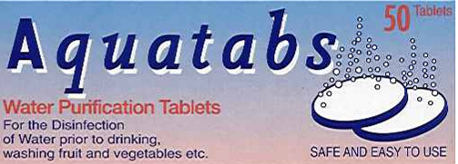 50 Tablets
Aquatabs
Water Purification Tablets
For the Disinfection
of Water prior to drinking,
washing fruit and vegetables etc.
SAFE AND EASY TO USE